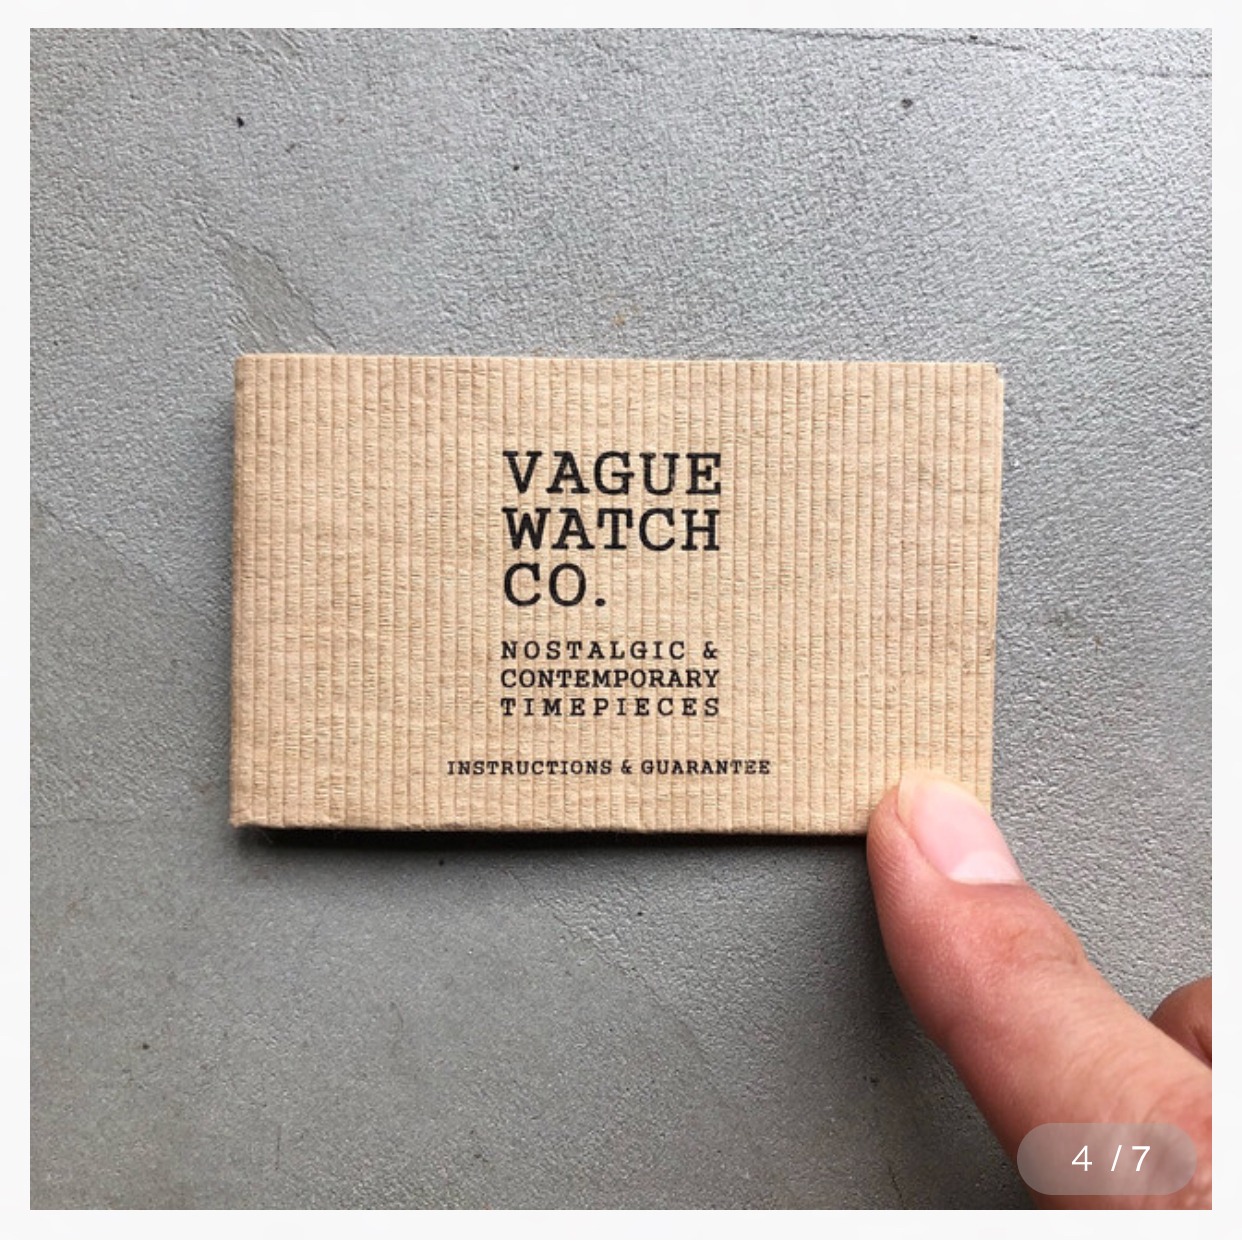 VAGUE
WATCH
CO.
NOSTALGIC &
CONTEMPORARY
TIMEPIECES
INSTRUCTIONS & GUARANTEE
4 / 7